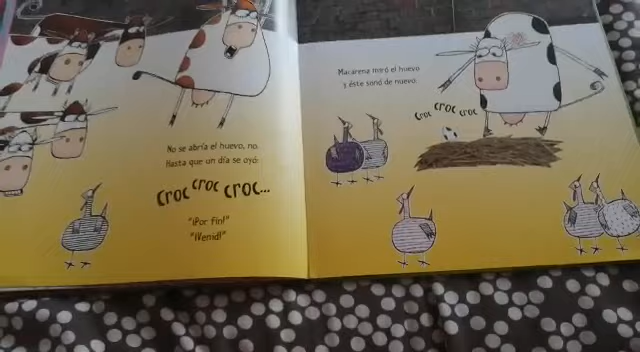 No se abría el huevo, no.
Hasta que un día se oyó:
CROC CROC CROC...
"¡Por fin!"
"¡Venid!"
Macarena miró el huevo
y éste sonó de nuevo:
CROC CROC CROC